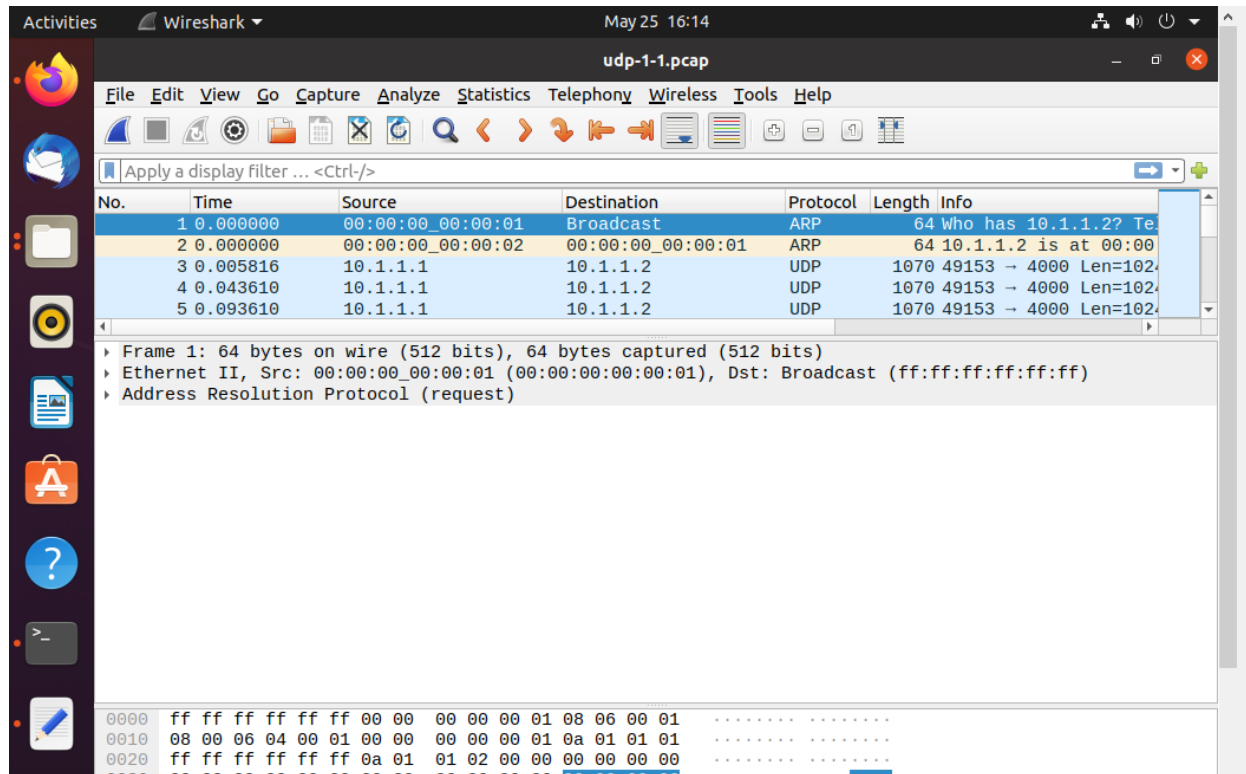 Activities Wireshark May 25 16:14
udp-1-1.pcap
File Edit View Go Capture Analyze Statistics Telephony Wireless Tools Help
Apply a display filter … <Ctrl-/>
No. Time Source Destination Protocol Length Info
1 0.000000 00:00:00_00:00:01 Broadcast ARP 64 Who has 10.1.1.2?
2 0.000000 00:00:00_00:00:02 00:00:00_00:00:01 ARP 64 10.1.1.2 is at 00:00
3 0.005816 10.1.1.1 10.1.1.2 UDP 1070 49153 → 4000 Len=1024
4 0.043610 10.1.1.1 10.1.1.2 UDP 1070 49153 → 4000 Len=1024
5 0.093610 10.1.1.1 10.1.1.2 UDP 1070 49153 → 4000 Len=1024
Frame 1: 64 bytes on wire (512 bits), 64 bytes captured (512 bits)
Ethernet II, Src: 00:00:00_00:00:01 (00:00:00:00:00:01), Dst: Broadcast (ff:ff:ff:ff:ff:ff)
Address Resolution Protocol (request)
0000 ff ff ff ff ff ff 00 00 00 00 00 01 08 06 00 01 ········ ········
0010 08 00 06 04 00 01 00 00 00 00 00 01 0a 01 01 01 ········ ········
0020 ff ff ff ff ff ff 0a 01 01 02 00 00 00 00 00 00 ········ ········